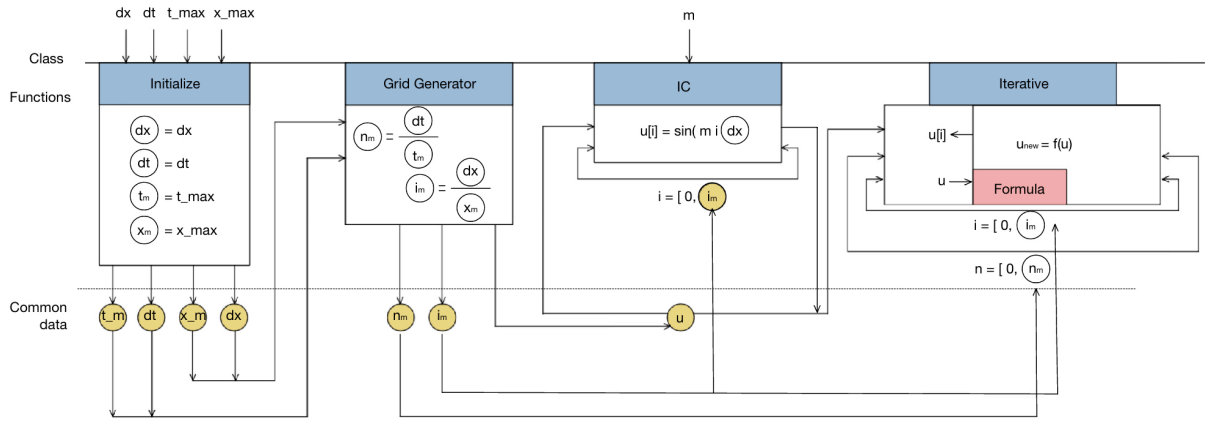 dx dt t_max x_max
m
Class
Functions
Initialize
dx = dx
dt = dt
tm = t_max
xm = x_max
Grid Generator
nm = dt
tm
im = dx
xm
IC
u[i] = sin( m i dx
i = [ 0, im
Iterative
u[i]
u
unew = f(u)
Formula
i = [ 0, im
n = [ 0, nm
Common
data
t_m dt x_m dx
nm im
u